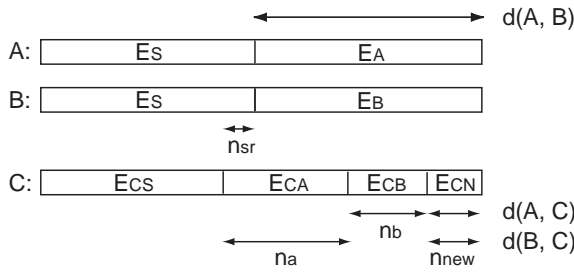 d(A, B)
A: ES EA
B: ES EB
nsr
C: ECS ECA ECB ECN
nb d(A, C)
na nnew d(B, C)